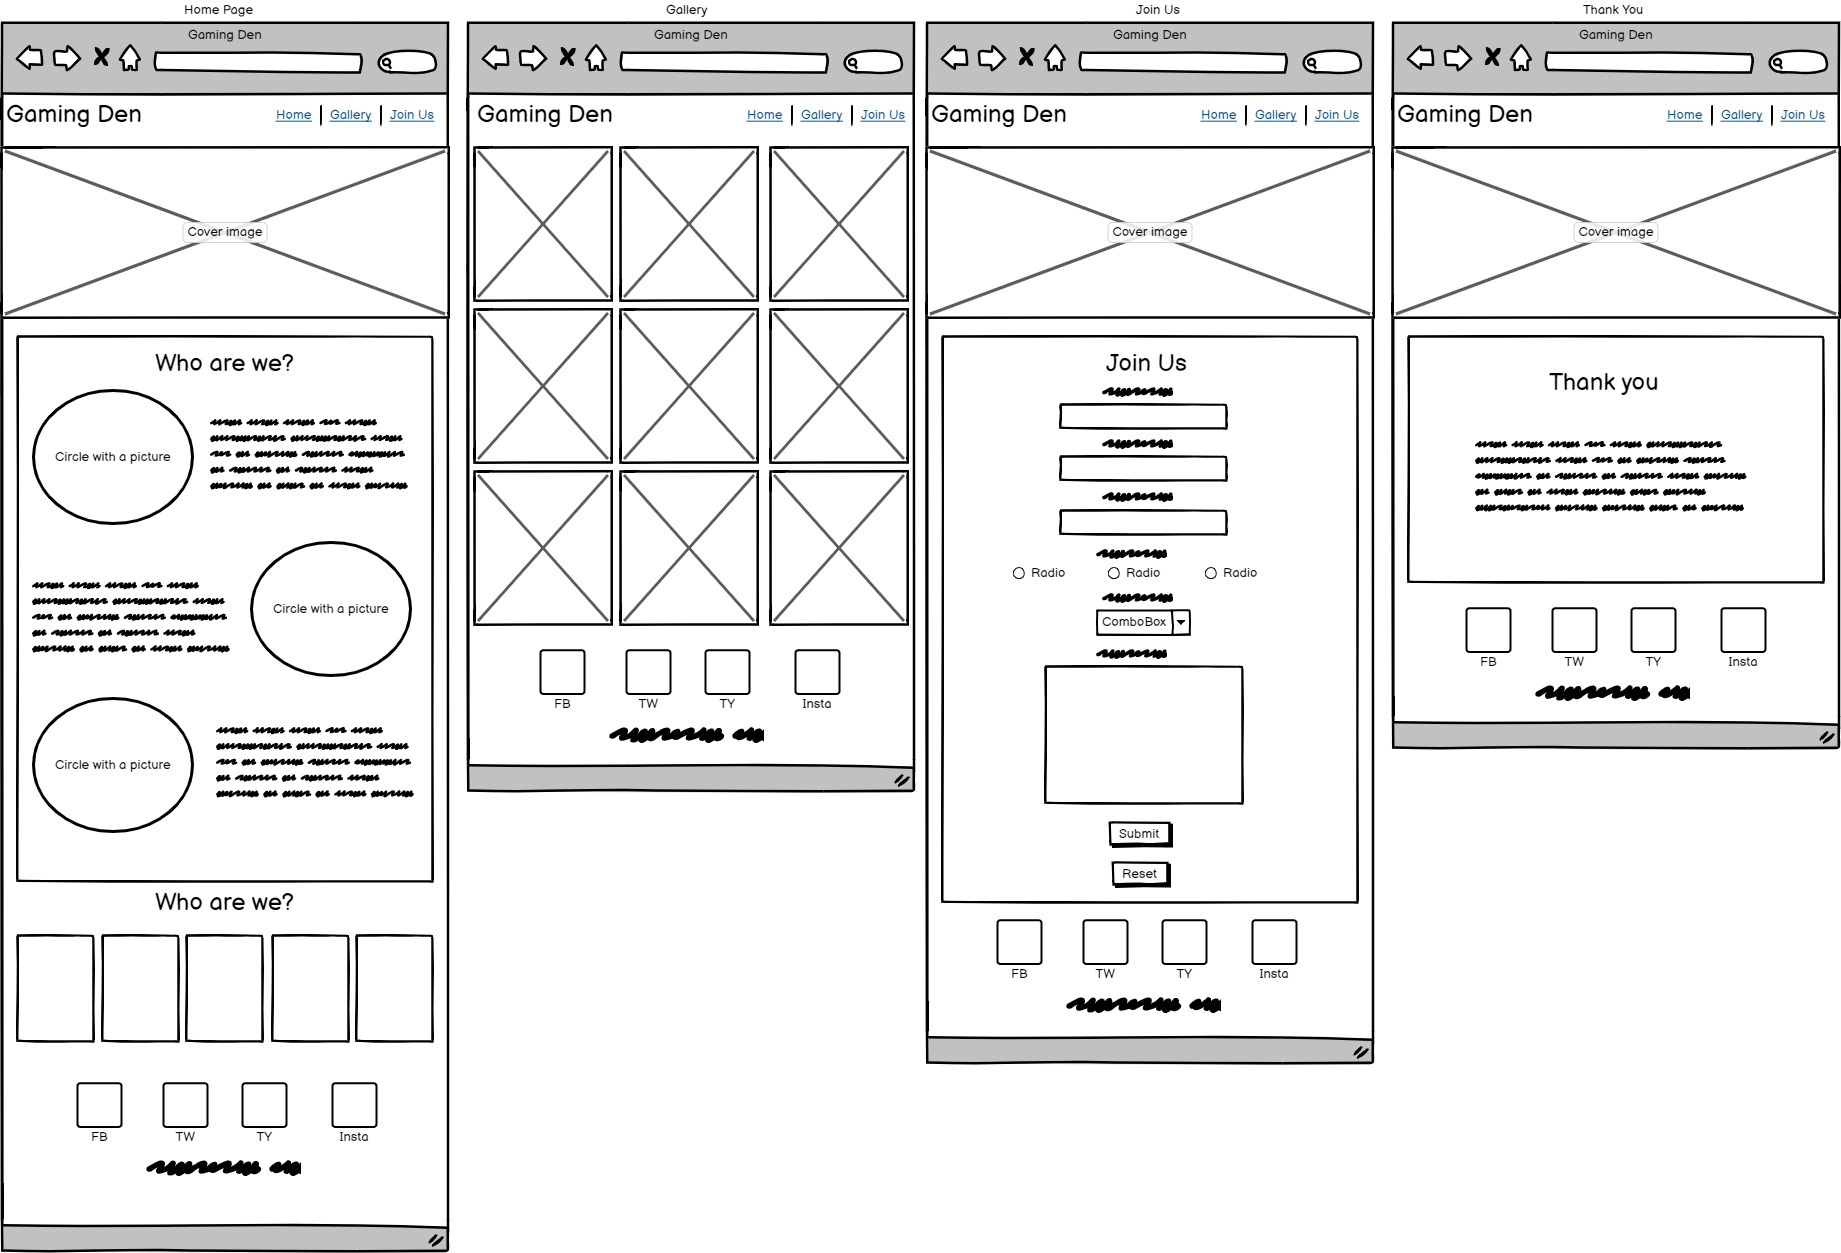 Home Page
Gaming Den
Gaming Den
Home | Gallery | Join Us
Cover image
Who are we?
Circle with a picture
Circle with a picture
Circle with a picture
Who are we?
FB TW TY Insta
Gallery
Gaming Den
Gaming Den
Home | Gallery | Join Us
FB TW TY Insta
Join Us
Gaming Den
Gaming Den
Home | Gallery | Join Us
Cover image
Join Us
Radio Radio Radio
ComboBox
Submit
Reset
FB TW TY Insta
Thank You
Gaming Den
Gaming Den
Home | Gallery | Join Us
Cover image
Thank you
FB TW TY Insta